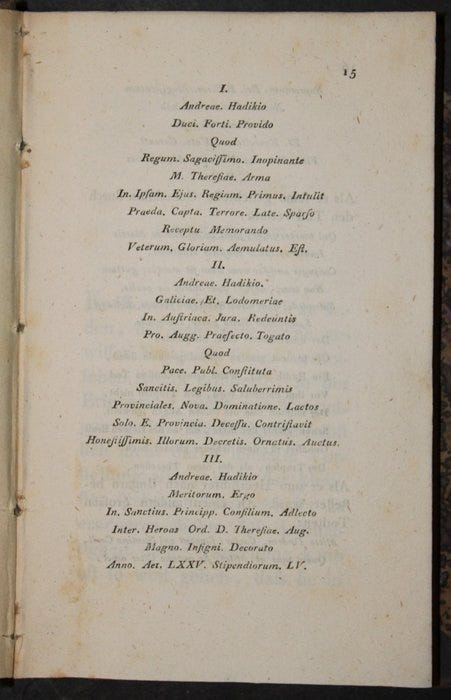 15
I.
Andreae. Hadikio
Duci. Forti. Provido
Quod
Regum. Sagaciſſimo. Inopinante
M. Thereſiae. Arma
In. Ipſam. Ejus. Regiam. Primus. Intulit
Praeda. Capta. Terrore. Late. Sparſo
Receptu Memorando
Veterum, Gloriam. Aemulatus. Eſt.
II.
Andreae. Hadikio.
Galiciae. Et. Lodomeriae
In. Auſtriaca. Jura. Redeuntis
Pro. Augg. Praefecto. Togato
Quod
Pace. Publ. Conſtituta
Sancitis. Legibus. Saluberrimis
Provinciales. Nova. Dominatione. Laetos
Solo. E. Provincia. Deceſſu. Contriſtavit
Honeſtiſſimis. Illorum. Decretis. Ornatus. Auctus.
III.
Andreae. Hadikio
Meritorum. Ergo
In. Sanctius. Principp. Conſilium. Adlecto
Inter. Heroas Ord. D. Thereſiae. Aug.
Magno. Inſigni. Decorato
Anno. Aet. LXXV. Stipendiorum. LV.